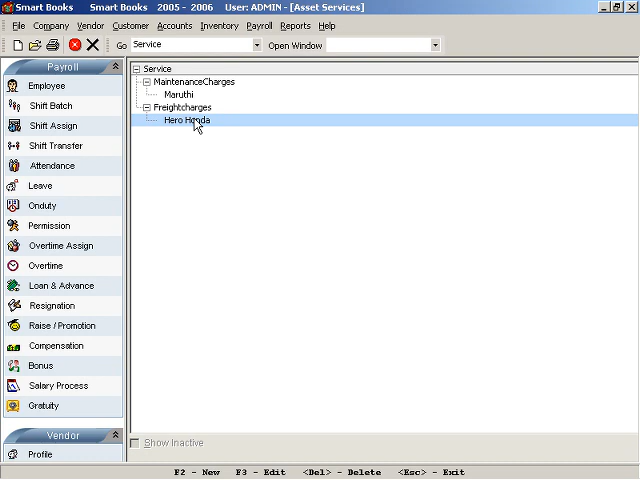 Smart Books Smart Books 2005 - 2006 User: ADMIN - [Asset Services]
File Company Vendor Customer Accounts Inventory Payroll Reports Help
Go Service Open Window
Payroll
Employee
Shift Batch
Shift Assign
Shift Transfer
Attendance
Leave
Onduty
Permission
Overtime Assign
Overtime
Loan & Advance
Resignation
Raise / Promotion
Compensation
Bonus
Salary Process
Gratuity
Vendor
Profile
Service
MaintenanceCharges
Maruthi
Freightcharges
Hero Honda
Show Inactive
F2 - New F3 - Edit <Del> - Delete <Esc> - Exit